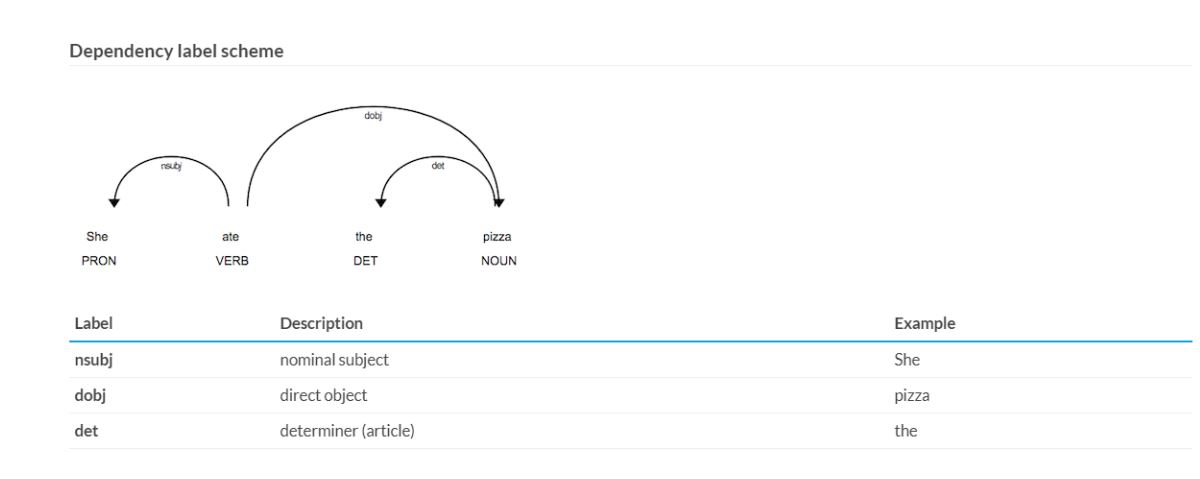 Dependency label scheme
dobj
nsubj det
She ate the pizza
PRON VERB DET NOUN
Label Description Example
nsubj nominal subject She
dobj direct object pizza
det determiner (article) the